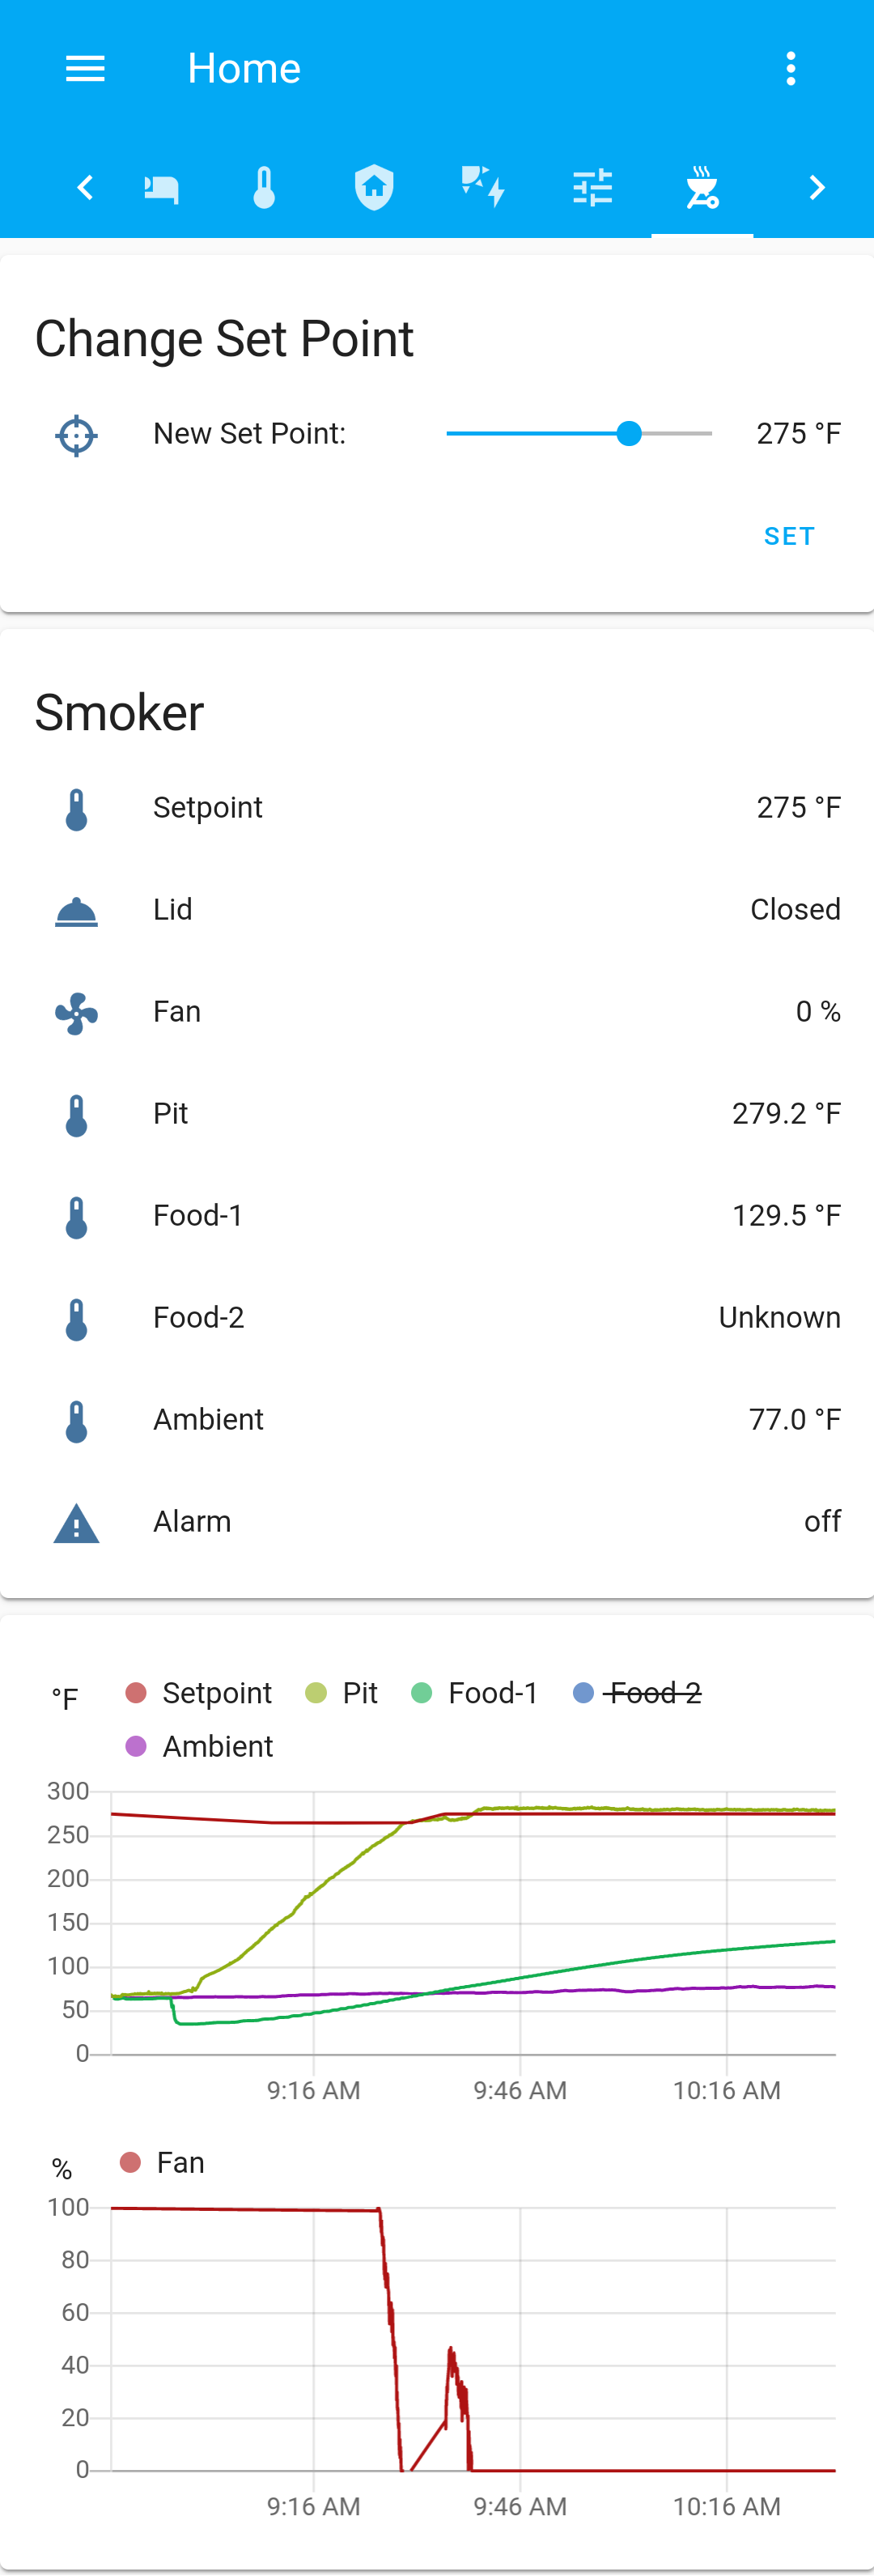 Home
Change Set Point
New Set Point: 275 °F
SET
Smoker
Setpoint 275 °F
Lid Closed
Fan 0 %
Pit 279.2 °F
Food-1 129.5 °F
Food-2 Unknown
Ambient 77.0 °F
Alarm off
°F Setpoint Pit Food-1 Food-2
Ambient
300
250
200
150
100
50
0
9:16 AM 9:46 AM 10:16 AM
% Fan
100
80
60
40
20
0
9:16 AM 9:46 AM 10:16 AM